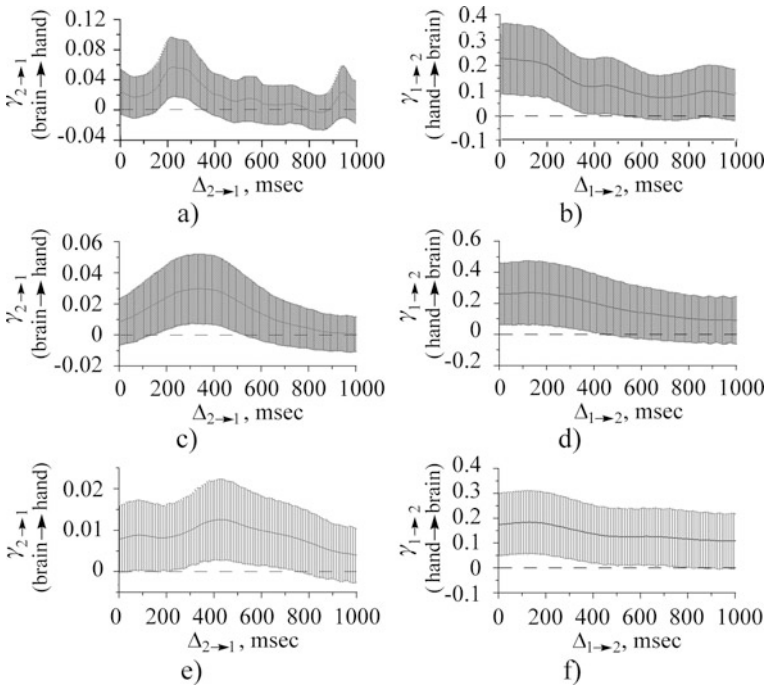 γ2→1
(brain→hand)
0.12
0.08
0.04
0
-0.04
0 200 400 600 800 1000
Δ2→1, msec
a)
γ1→2
(hand→brain)
0.4
0.3
0.2
0.1
0
-0.1
0 200 400 600 800 1000
Δ1→2, msec
b)
γ2→1
(brain→hand)
0.06
0.04
0.02
0
-0.02
0 200 400 600 800 1000
Δ2→1, msec
c)
γ1→2
(hand→brain)
0.6
0.4
0.2
0
-0.2
0 200 400 600 800 1000
Δ1→2, msec
d)
γ2→1
(brain→hand)
0.02
0.01
0
0 200 400 600 800 1000
Δ2→1, msec
e)
γ1→2
(hand→brain)
0.4
0.3
0.2
0.1
0
-0.1
0 200 400 600 800 1000
Δ1→2, msec
f)